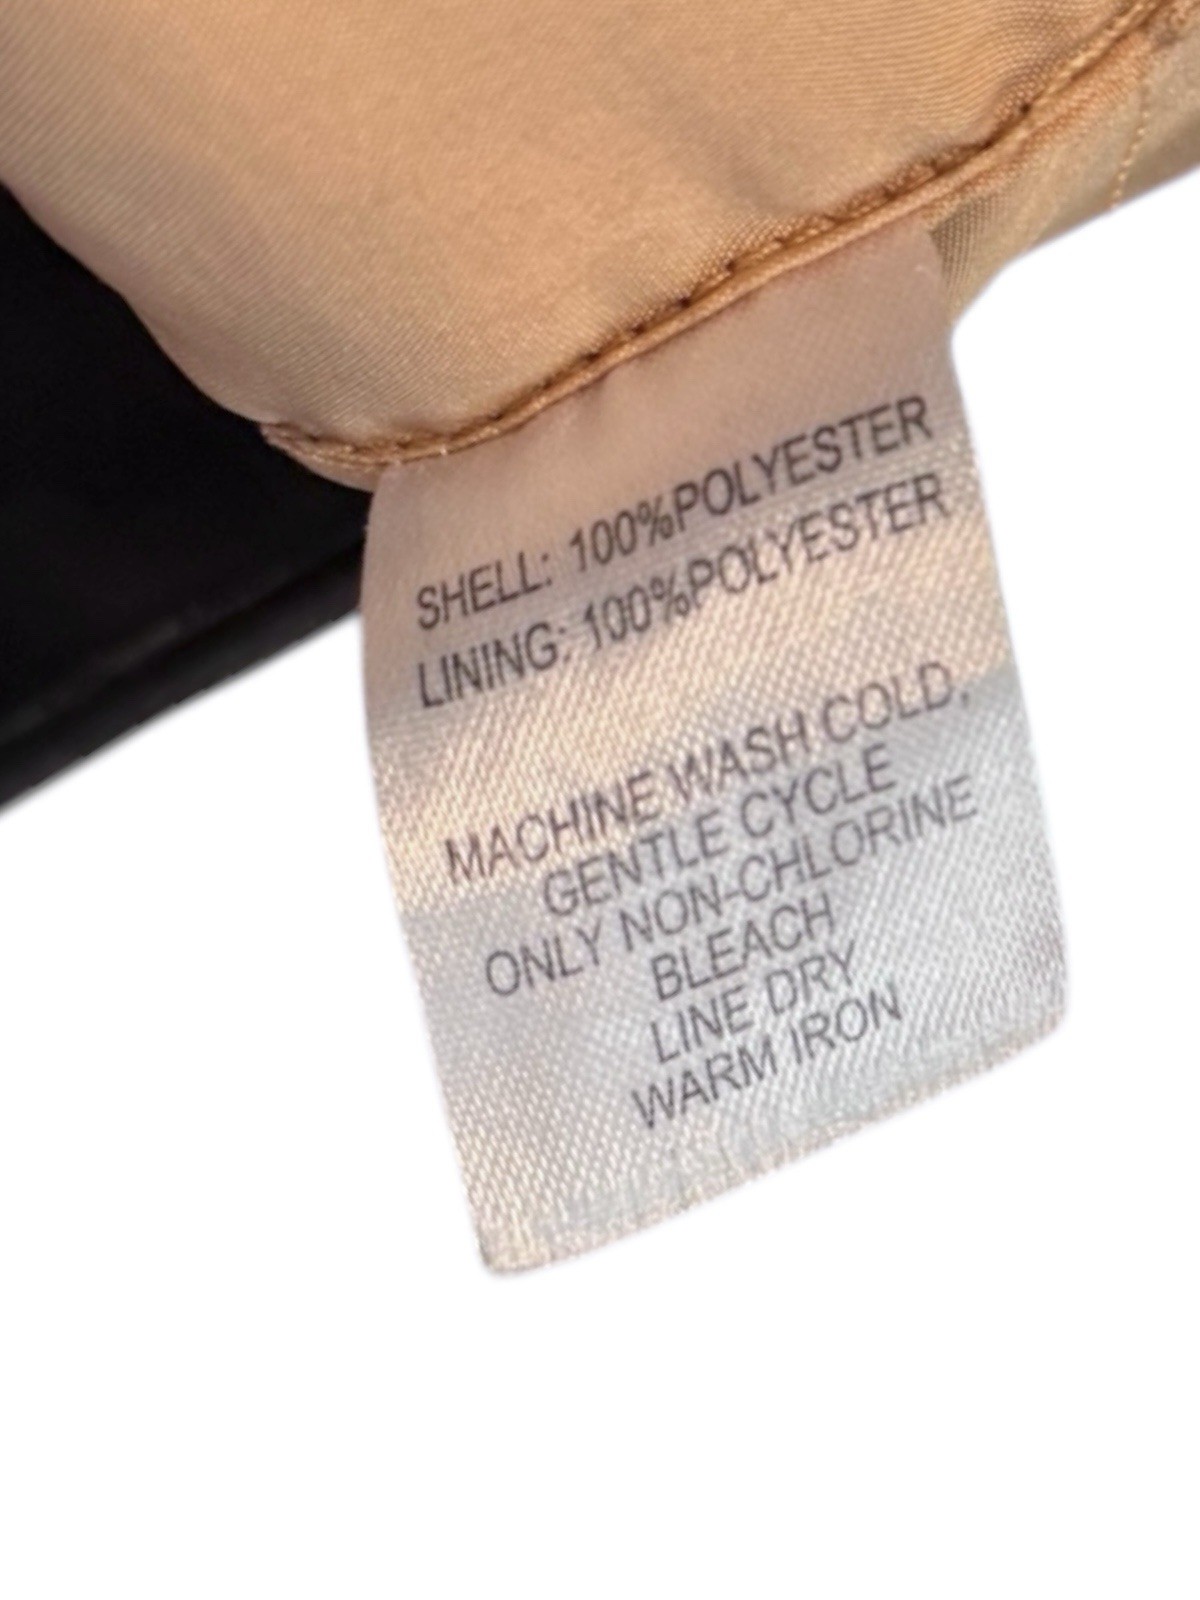 SHELL: 100%POLYESTER
LINING: 100%POLYESTER
MACHINE WASH COLD,
GENTLE CYCLE
ONLY NON-CHLORINE
BLEACH
LINE DRY
WARM IRON